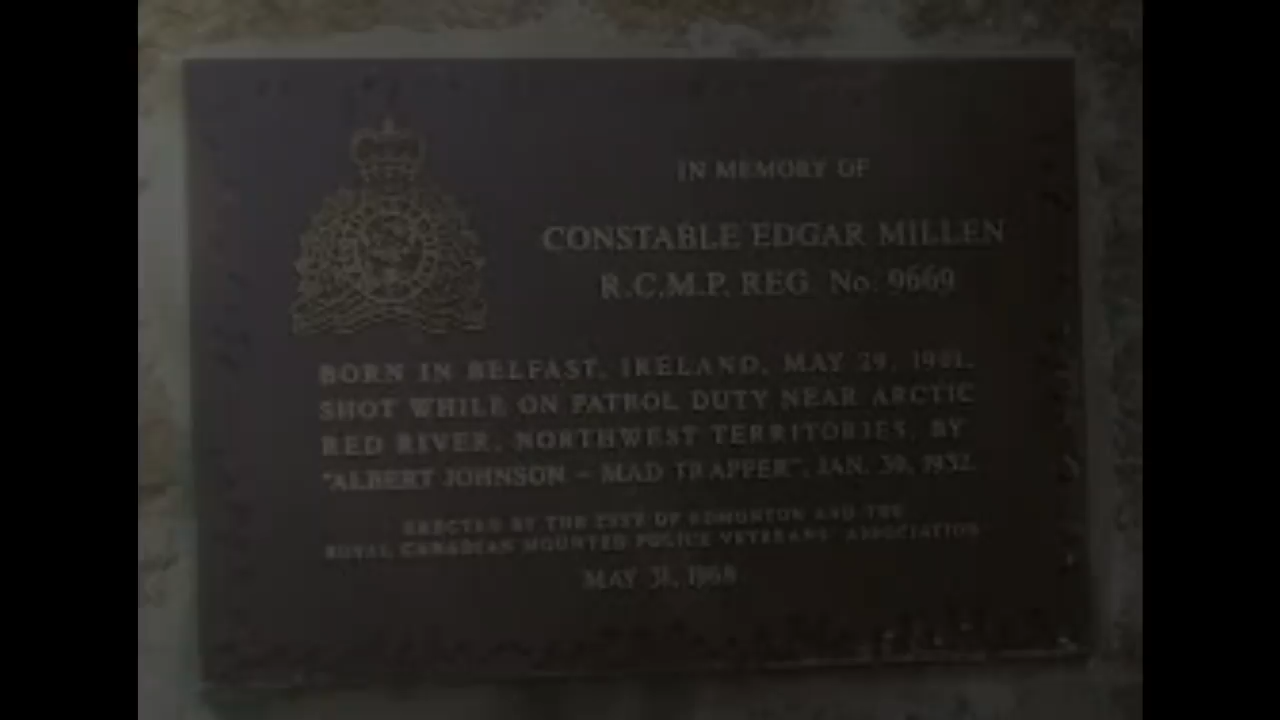 IN MEMORY OF
CONSTABLE EDGAR MILLEN
R.C.M.P. REG. No. 9669
BORN IN BELFAST, IRELAND, MAY 29, 1901.
SHOT WHILE ON PATROL DUTY NEAR ARCTIC
RED RIVER, NORTHWEST TERRITORIES, BY
"ALBERT JOHNSON – MAD TRAPPER", JAN. 30, 1932.
ERECTED BY THE CITY OF EDMONTON AND THE
ROYAL CANADIAN MOUNTED POLICE VETERANS' ASSOCIATION
MAY 31, 1968